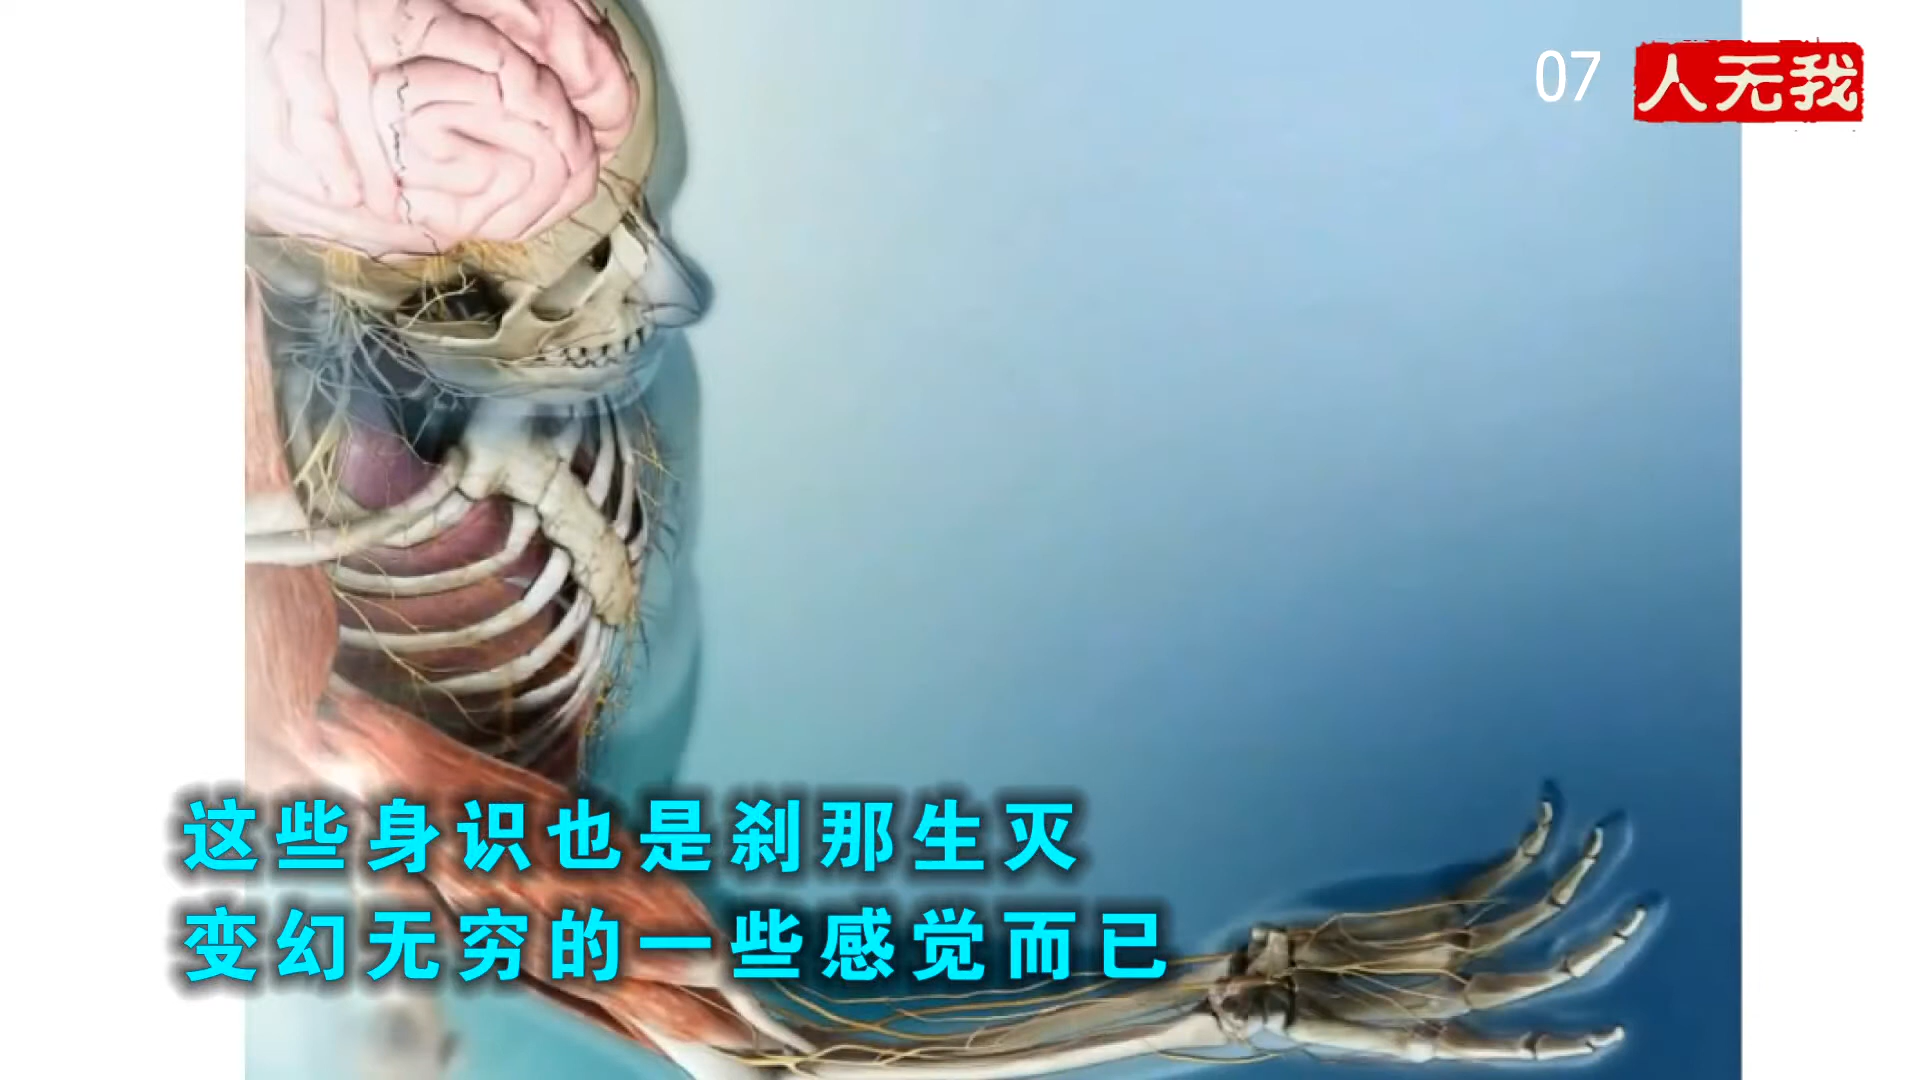 07 人无我
这些身识也是刹那生灭
变幻无穷的一些感觉而已